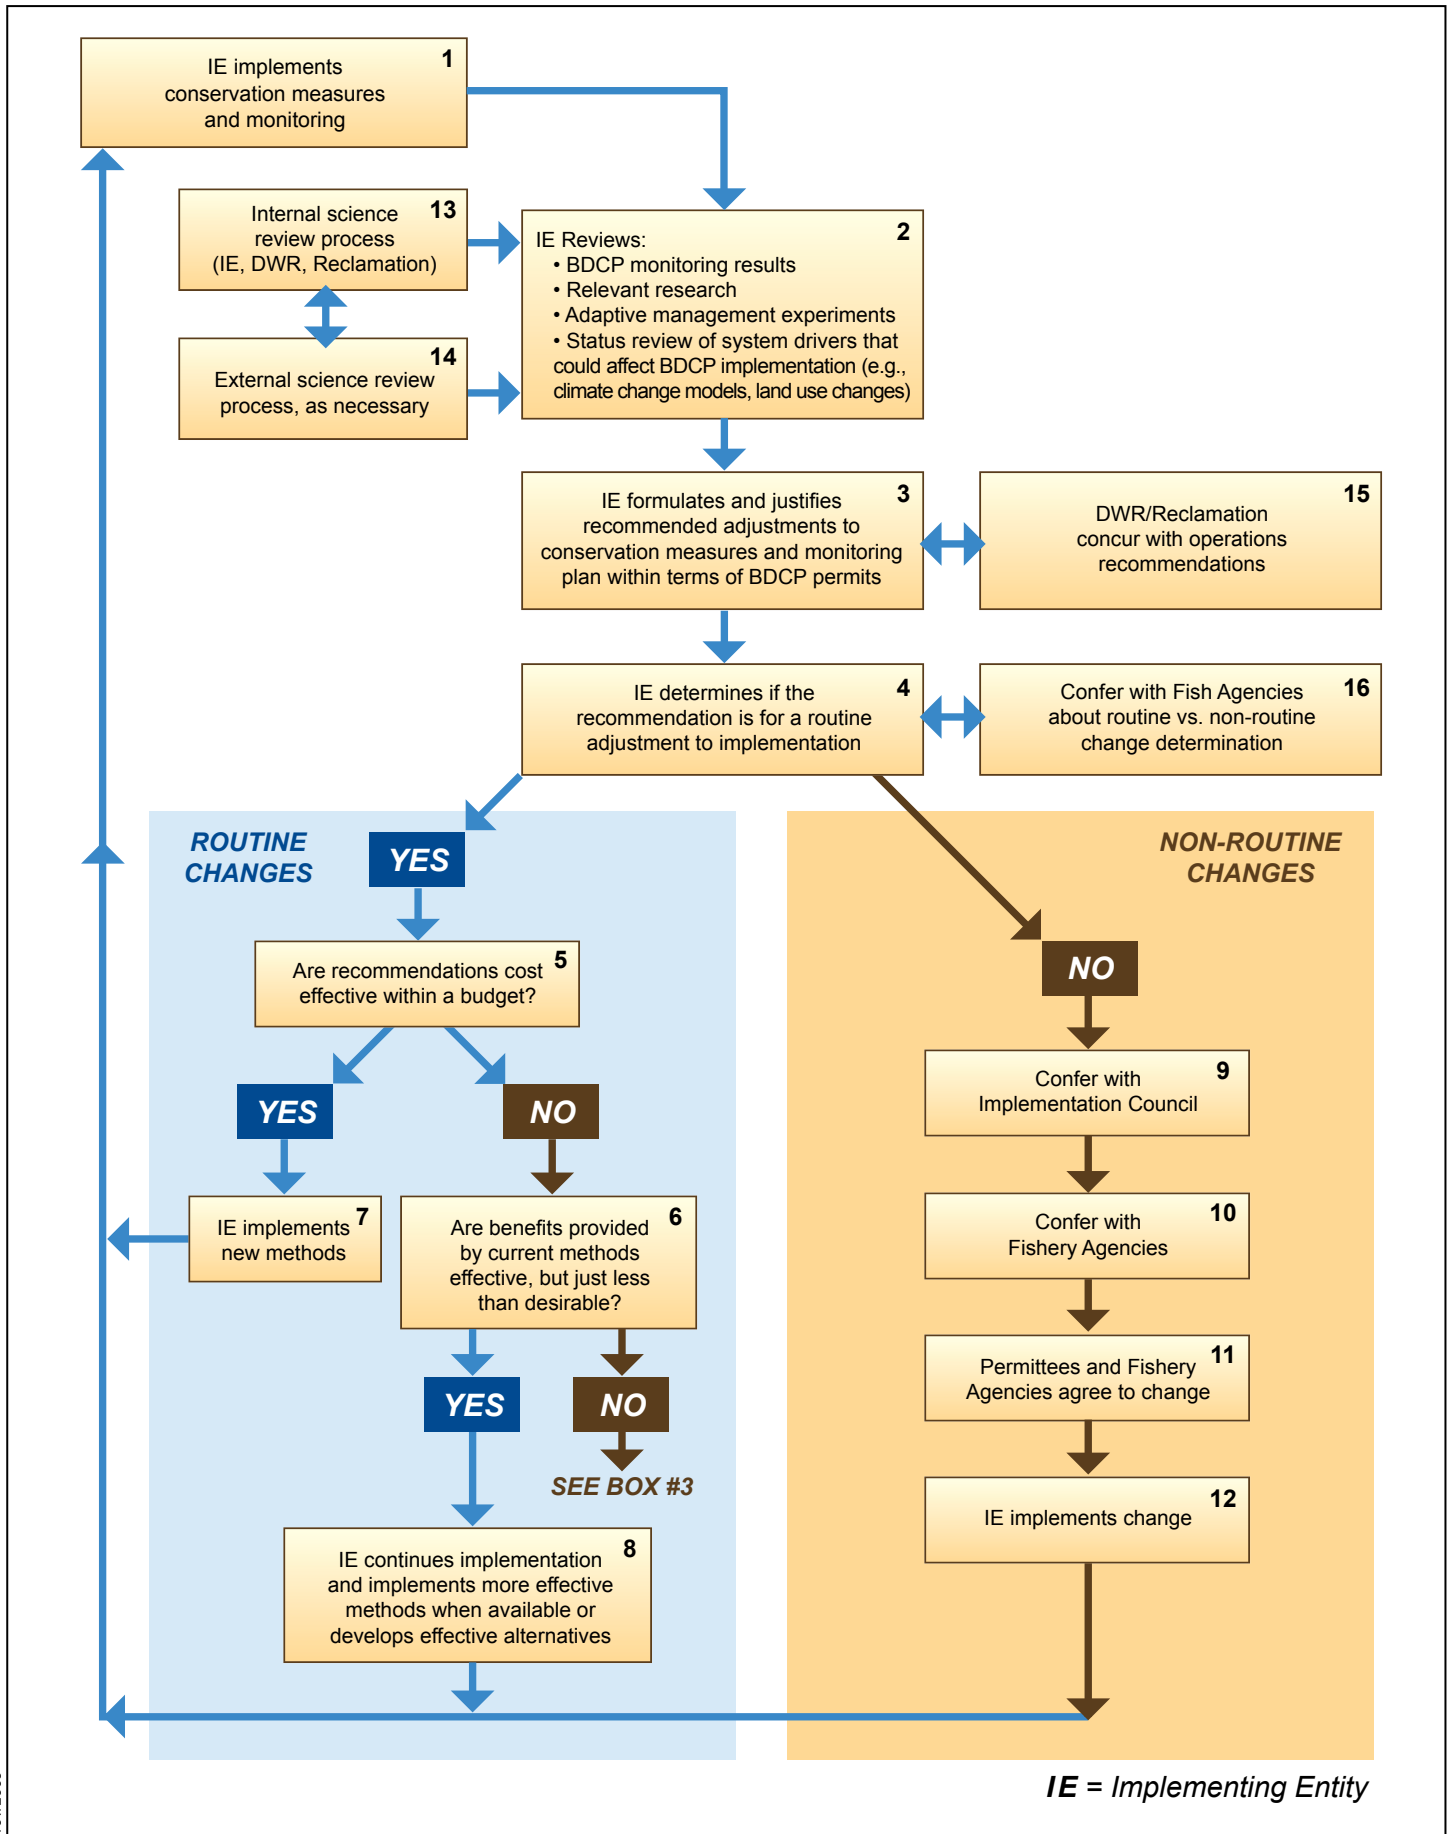 1
IE implements
conservation measures
and monitoring
13
Internal science
review process
(IE, DWR, Reclamation)
14
External science review
process, as necessary
2
IE Reviews:
• BDCP monitoring results
• Relevant research
• Adaptive management experiments
• Status review of system drivers that
could affect BDCP implementation (e.g.,
climate change models, land use changes)
3
IE formulates and justifies
recommended adjustments to
conservation measures and monitoring
plan within terms of BDCP permits
15
DWR/Reclamation
concur with operations
recommendations
4
IE determines if the
recommendation is for a routine
adjustment to implementation
16
Confer with Fish Agencies
about routine vs. non-routine
change determination
ROUTINE
CHANGES
YES
5
Are recommendations cost
effective within a budget?
YES
NO
7
IE implements
new methods
6
Are benefits provided
by current methods
effective, but just less
than desirable?
YES
NO
SEE BOX #3
8
IE continues implementation
and implements more effective
methods when available or
develops effective alternatives
NON-ROUTINE
CHANGES
NO
9
Confer with
Implementation Council
10
Confer with
Fishery Agencies
11
Permittees and Fishery
Agencies agree to change
12
IE implements change
IE = Implementing Entity